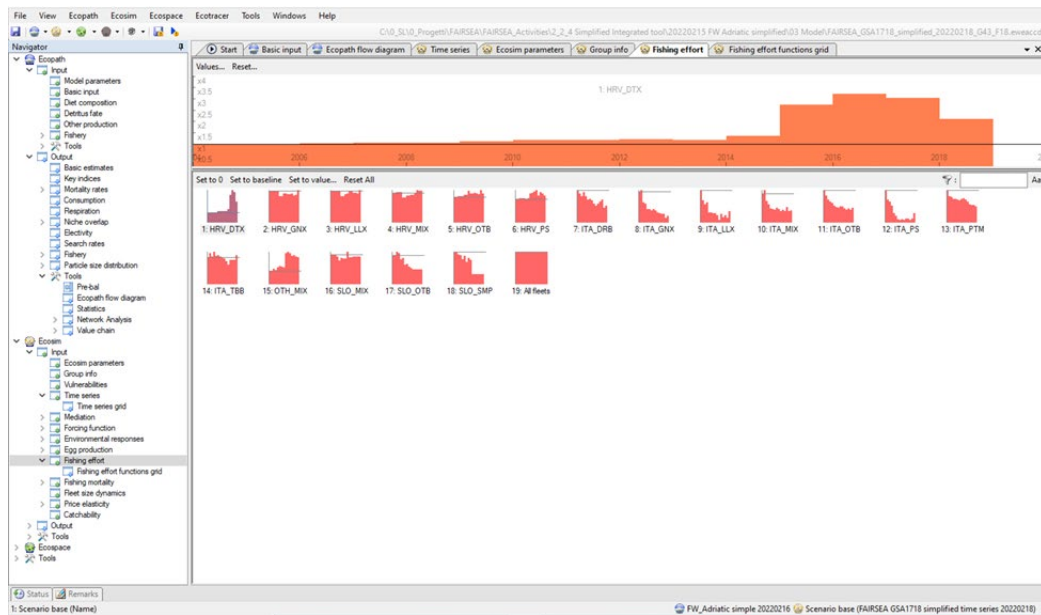 File View Ecopath Ecosim Ecospace Ecotracer Tools Windows Help
C:\0_SL\0_Progetti\FAIRSEA\FAIRSEA_Activities\2_2_4 Simplified Integrated tool\20220215 FW Adriatic simplified\03 Model\FAIRSEA_GSA1718_simplified_20220218_G43_F18.eweaccd
Navigator
Start Basic input Ecopath flow diagram Time series Ecosim parameters Group info Fishing effort Fishing effort functions grid
Ecopath
Input
Model parameters
Basic input
Diet composition
Detritus fate
Other production
Fishery
Tools
Output
Basic estimates
Key indices
Mortality rates
Consumption
Respiration
Niche overlap
Electivity
Search rates
Fishery
Particle size distribution
Tools
Pre-bal
Ecopath flow diagram
Statistics
Network Analysis
Value chain
Ecosim
Input
Ecosim parameters
Group info
Vulnerabilities
Time series
Time series grid
Mediation
Forcing function
Environmental responses
Egg production
Fishing effort
Fishing effort functions grid
Fishing mortality
Fleet size dynamics
Price elasticity
Catchability
Output
Tools
Ecospace
Tools
Values... Reset...
1: HRV_DTX
x4
x3.5
x3
x2.5
x2
x1.5
x1
x0.5
2006 2008 2010 2012 2014 2016 2018
Set to 0 Set to baseline Set to value... Reset All
Aa
1: HRV_DTX 2: HRV_GNX 3: HRV_LLX 4: HRV_MIX 5: HRV_OTB 6: HRV_PS 7: ITA_DRB 8: ITA_GNX 9: ITA_LLX 10: ITA_MIX 11: ITA_OTB 12: ITA_PS 13: ITA_PTM
14: ITA_TBB 15: OTH_MIX 16: SLO_MIX 17: SLO_OTB 18: SLO_SMP 19: All fleets
Status Remarks
1: Scenario base (Name)
FW_Adriatic simple 20220216 Scenario base (FAIRSEA GSA1718 simplified time series 20220218)